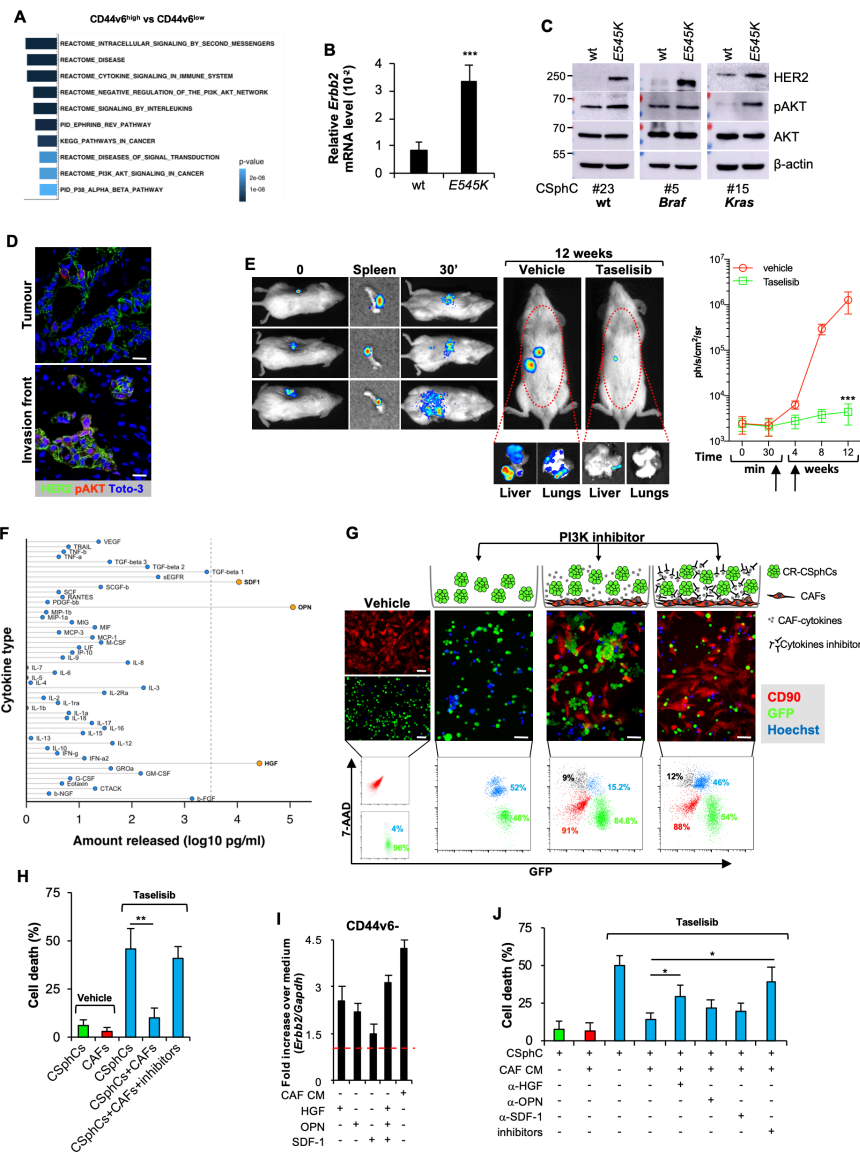 A
CD44v6high vs CD44v6low
REACTOME_INTRACELLULAR_SIGNALING_BY_SECOND_MESSENGERS
REACTOME_DISEASE
REACTOME_CYTOKINE_SIGNALING_IN_IMMUNE_SYSTEM
REACTOME_NEGATIVE_REGULATION_OF_THE_PI3K_AKT_NETWORK
REACTOME_SIGNALING_BY_INTERLEUKINS
PID_EPHRINB_REV_PATHWAY
KEGG_PATHWAYS_IN_CANCER
REACTOME_DISEASES_OF_SIGNAL_TRANSDUCTION
REACTOME_PI3K_AKT_SIGNALING_IN_CANCER
PID_P38_ALPHA_BETA_PATHWAY
p-value
2e-08
1e-08
B
Relative Erbb2
mRNA level (10-2)
4
3
2
1
0
***
wt
E545K
C
wt
E545K
wt
E545K
wt
E545K
250
70
70
55
HER2
pAKT
AKT
β-actin
CSphC
#23
#5
#15
wt
Braf
Kras
D
Tumour
Invasion front
HER2 pAKT Toto-3
E
0
Spleen
30'
12 weeks
Vehicle
Taselisib
Liver
Lungs
Liver
Lungs
vehicle
Taselisib
ph/s/cm2/sr
107
106
105
104
103
***
Time
0
30
4
8
12
min
weeks
F
Cytokine type
VEGF
TRAIL
TNF-b
TNF-a
TGF-beta 3
TGF-beta 2
TGF-beta 1
sEGFR
SDF1
SCGF-b
SCF
RANTES
PDGF-bb
OPN
MIP-1b
MIP-1a
MIG
MIF
MCP-3
MCP-1
M-CSF
LIF
IP-10
IL-9
IL-8
IL-7
IL-6
IL-5
IL-4
IL-3
IL-2Ra
IL-2
IL-1ra
IL-1b
IL-1a
IL-18
IL-17
IL-16
IL-15
IL-13
IL-12
IL-10
IFN-g
IFN-a2
HGF
GROa
GM-CSF
G-CSF
Eotaxin
CTACK
b-NGF
b-FGF
0
1
2
3
4
5
Amount released (log10 pg/ml)
G
PI3K inhibitor
Vehicle
CR-CSphCs
CAFs
CAF-cytokines
Cytokines inhibitor
CD90
GFP
Hoechst
7-AAD
4%
96%
52%
48%
9%
15.2%
91%
84.8%
12%
46%
88%
54%
GFP
H
Cell death (%)
75
50
25
0
Taselisib
**
Vehicle
CSphCs
CAFs
CSphCs
CSphCs+CAFs
CSphCs+CAFs+inhibitors
I
CD44v6-
Fold increase over medium
(Erbb2/Gapdh)
4.5
3
1.5
0
CAF CM - - - - +
HGF + - - + -
OPN - + - + -
SDF-1 - - + + -
J
Taselisib
Cell death (%)
75
50
25
0
*
*
CSphC + + + + + + + +
CAF CM - + - + + + + +
α-HGF - - - - + - - -
α-OPN - - - - - + - -
α-SDF-1 - - - - - - + -
inhibitors - - - - - - - +